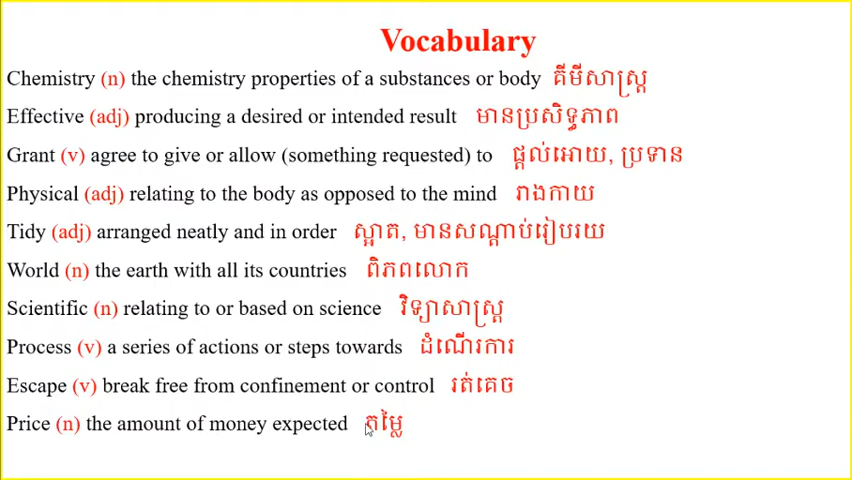 Vocabulary
Chemistry (n) the chemistry properties of a substances or body គីមីសាស្ត្រ
Effective (adj) producing a desired or intended result មានប្រសិទ្ធភាព
Grant (v) agree to give or allow (something requested) to ផ្តល់អោយ, ប្រទាន
Physical (adj) relating to the body as opposed to the mind រាងកាយ
Tidy (adj) arranged neatly and in order ស្អាត, មានសណ្តាប់រៀបរយ
World (n) the earth with all its countries ពិភពលោក
Scientific (n) relating to or based on science វិទ្យាសាស្ត្រ
Process (v) a series of actions or steps towards ដំណើរការ
Escape (v) break free from confinement or control រត់គេច
Price (n) the amount of money expected តម្លៃ